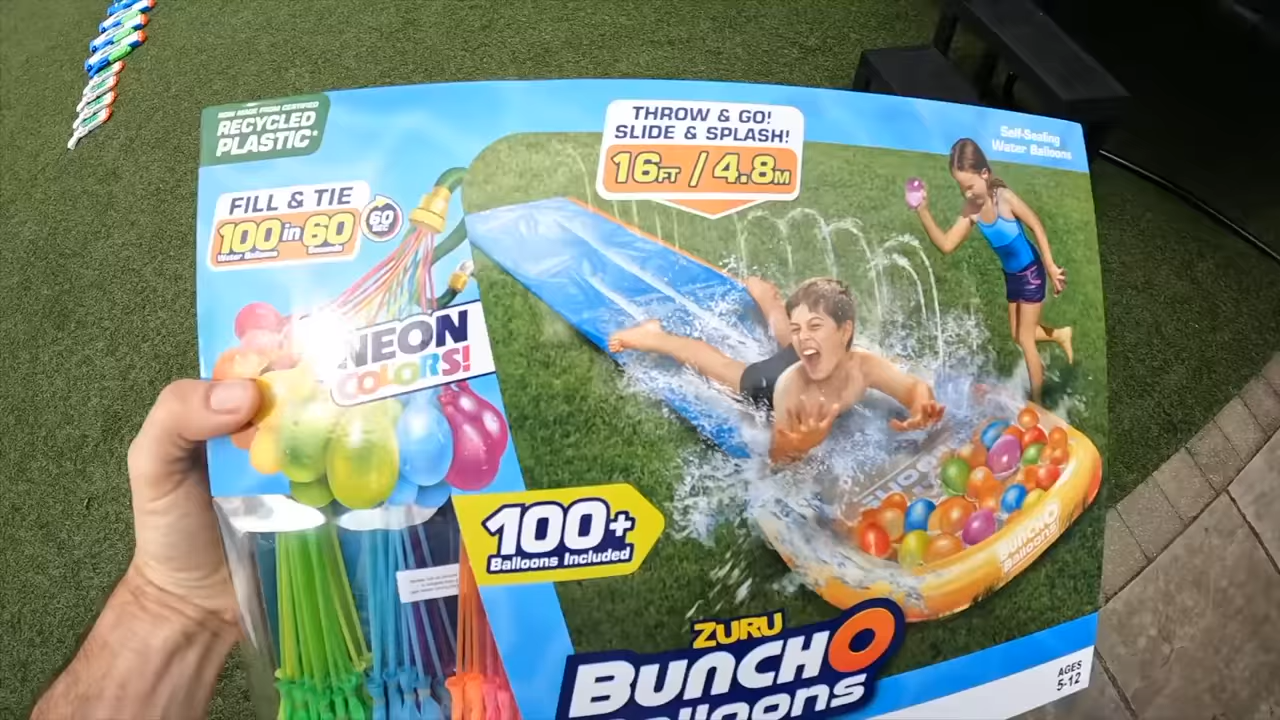 NOW MADE FROM CERTIFIED
RECYCLED
PLASTIC*
FILL & TIE
100 in 60
Water Balloons Seconds
60
SEC
NEON
COLORS!
THROW & GO!
SLIDE & SPLASH!
16FT / 4.8M
Self-Sealing
Water Balloons
100+
Balloons Included
BUNCH O
Balloons
ZURU
BUNCH O
Balloons
AGES
5-12